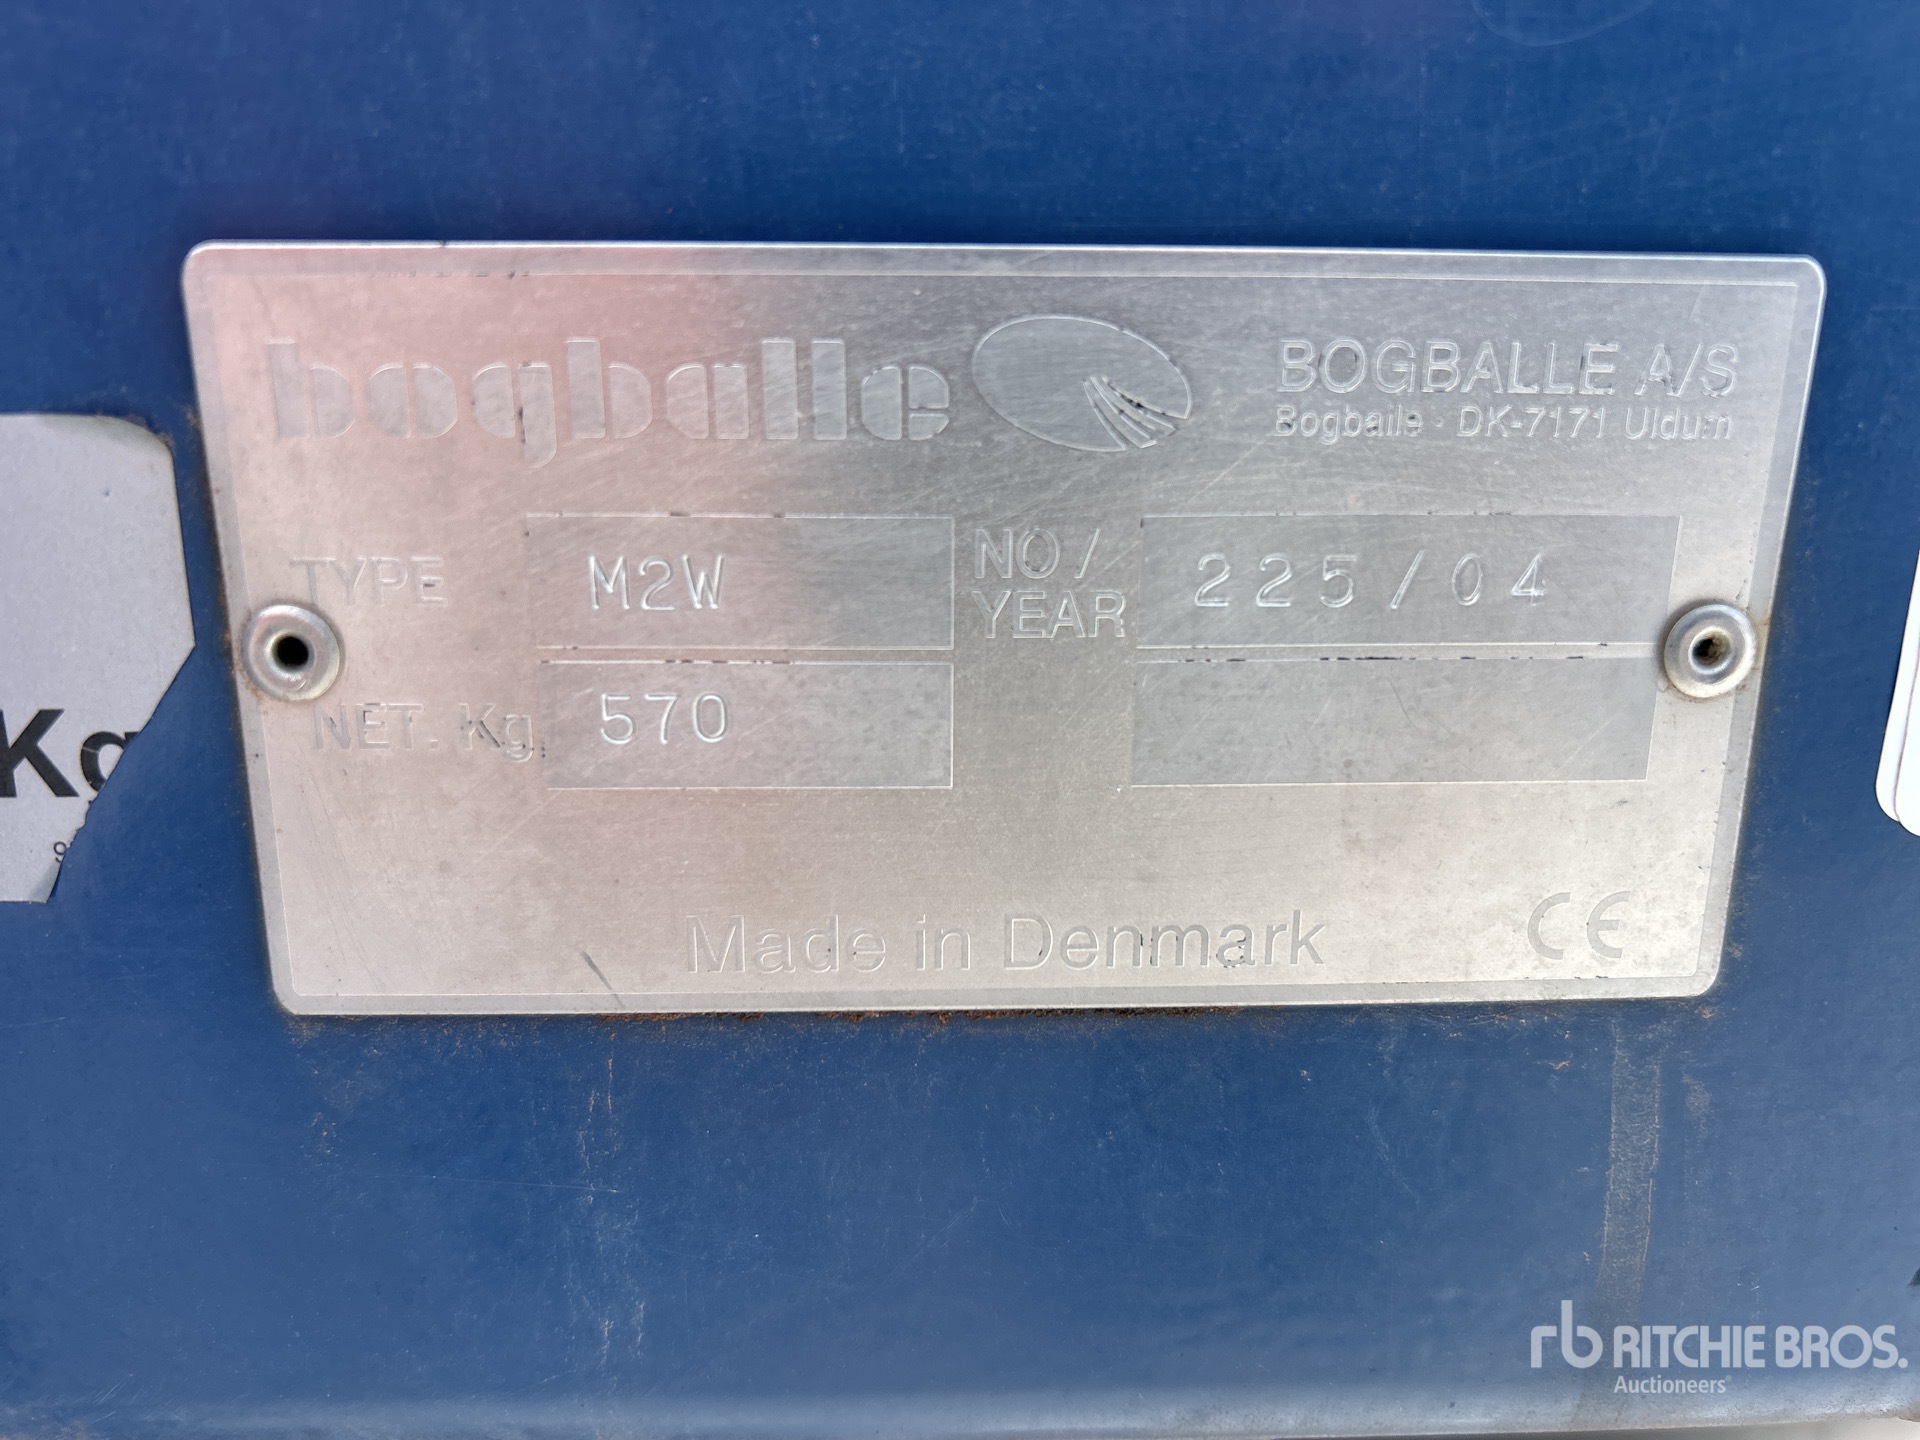 bogballe
BOGBALLE A/S
Bogballe · DK-7171 Uldum
TYPE M2W
NO/ YEAR 225/04
NET. Kg 570
Made in Denmark CE
Kg
rb RITCHIE BROS.
Auctioneers